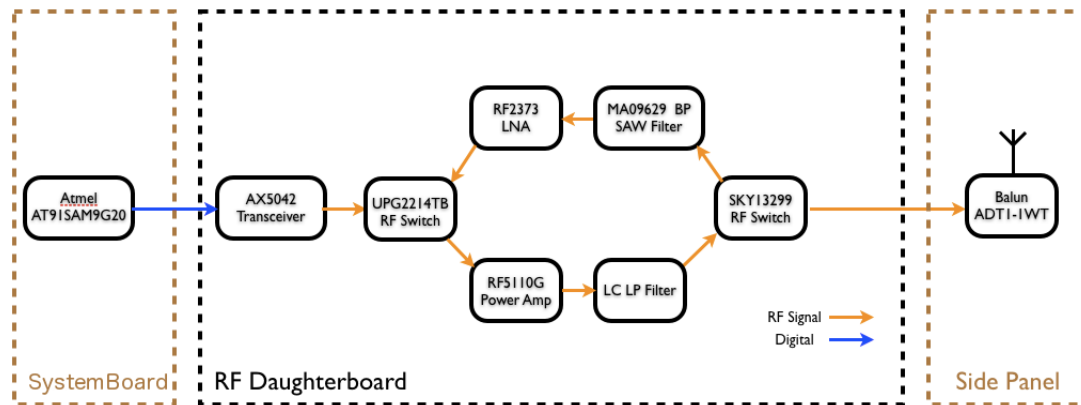 Atmel
AT91SAM9G20
AX5042
Transceiver
UPG2214TB
RF Switch
RF2373
LNA
MA09629 BP
SAW Filter
RF5110G
Power Amp
LC LP Filter
SKY13299
RF Switch
Balun
ADT1-1WT
RF Signal
Digital
SystemBoard
RF Daughterboard
Side Panel